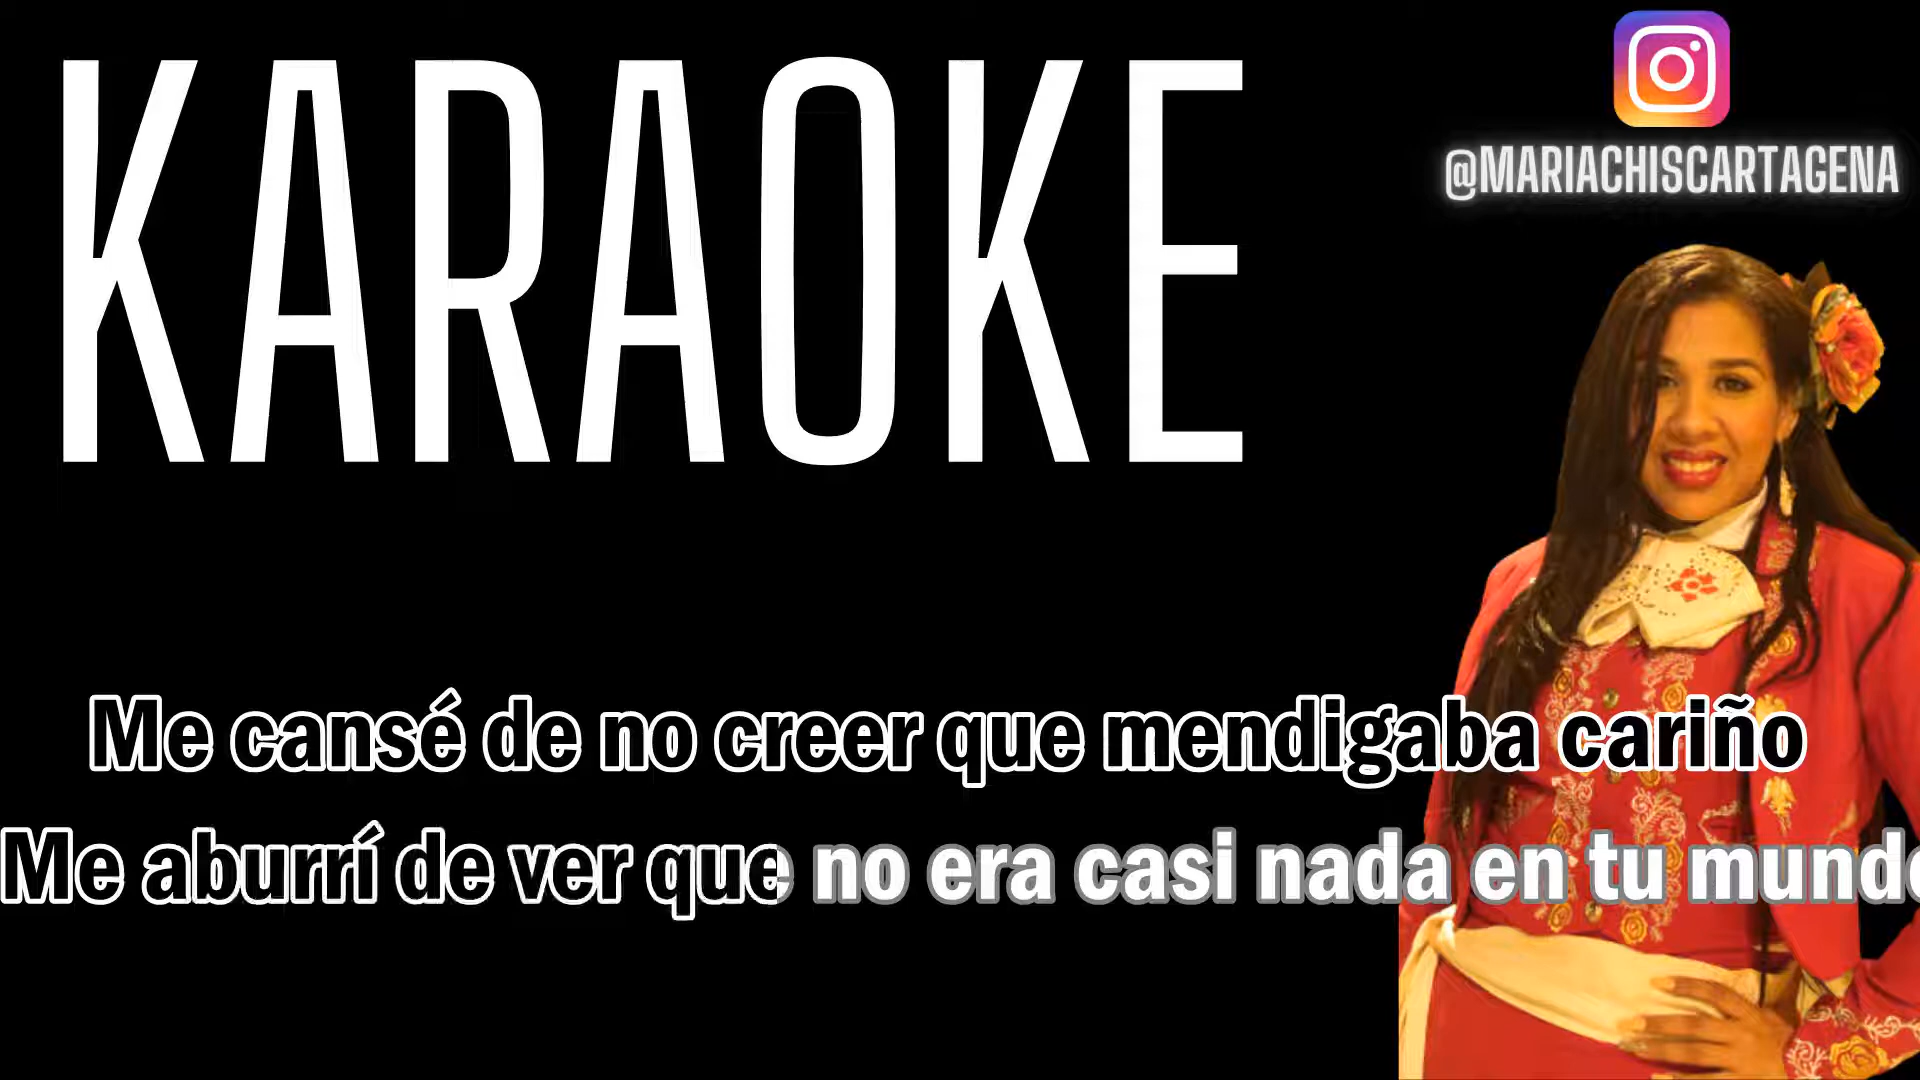 KARAOKE
@MARIACHISCARTAGENA
Me cansé de no creer que mendigaba cariño
Me aburrí de ver que no era casi nada en tu mundo